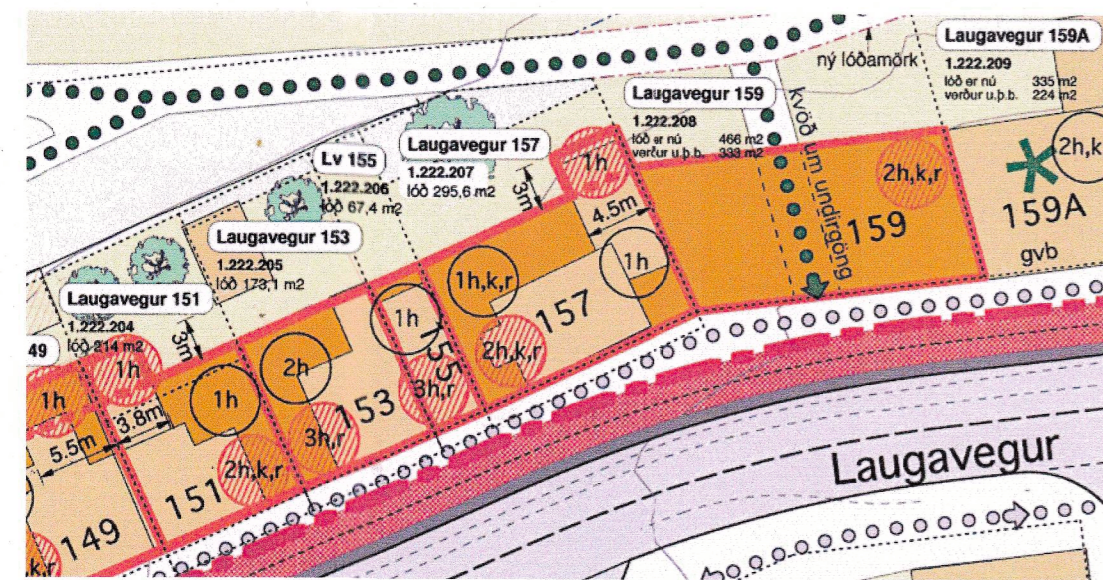 Laugavegur 159A
1.222.209
lóð er nú 335 m2
verður u.þ.b. 224 m2
ný lóðamörk
Laugavegur 159
1.222.208
lóð er nú 466 m2
verður u.þ.b. 333 m2
kvöð um undirgöng
Laugavegur 157
1.222.207
lóð 295,6 m2
Lv 155
1.222.206
lóð 67,4 m2
Laugavegur 153
1.222.205
lóð 173,1 m2
Laugavegur 151
1.222.204
lóð 214 m2
49
1h
3m
4.5m
2h,k,r
159
2h,k
159A
gvb
1h,k,r
1h
157
2h,k,r
1h
155
3h,r
2h
153
3h,r
3m
1h
1h
3.8m
2h,k,r
151
1h
5.5m
149
k,r
Laugavegur